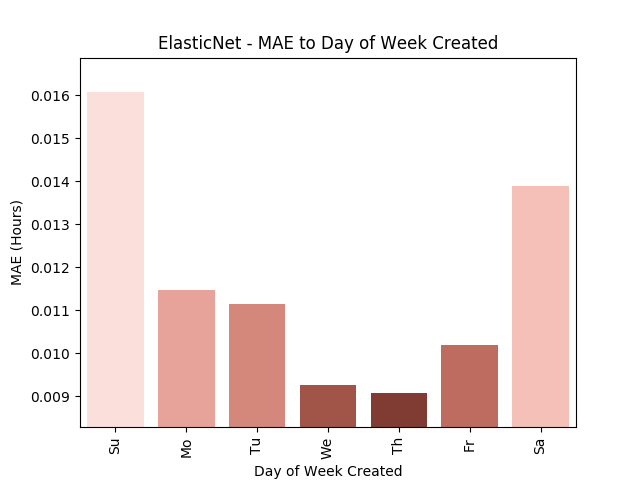 ElasticNet - MAE to Day of Week Created
MAE (Hours)
0.016
0.015
0.014
0.013
0.012
0.011
0.010
0.009
Su
Mo
Tu
We
Th
Fr
Sa
Day of Week Created